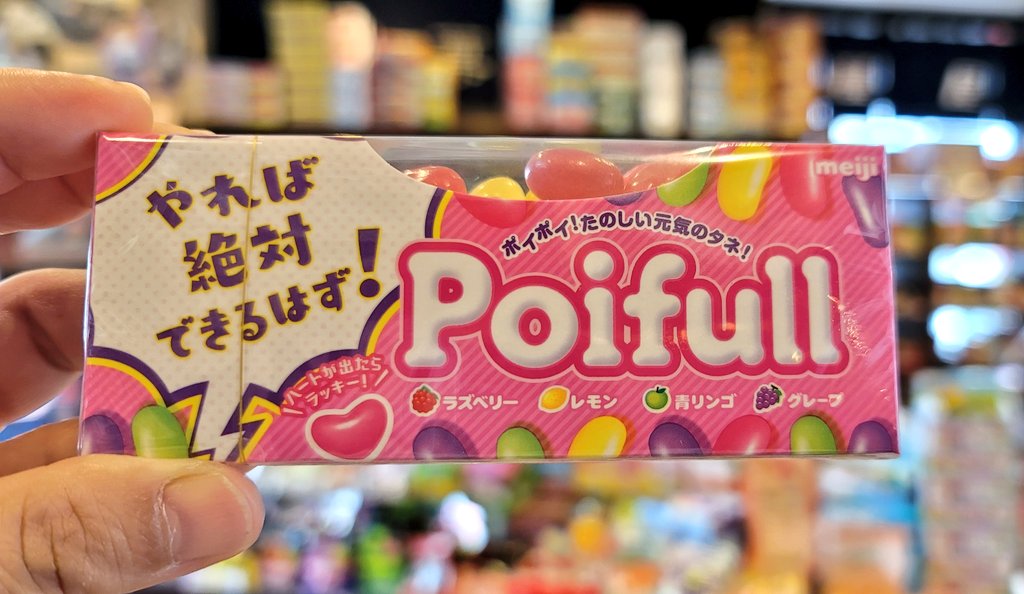 やれば
絶対
できるはず!
meiji
ポイポイ!たのしい元気のタネ!
Poifull
ハートが出たら
ラッキー!
ラズベリー レモン 青リンゴ グレープ